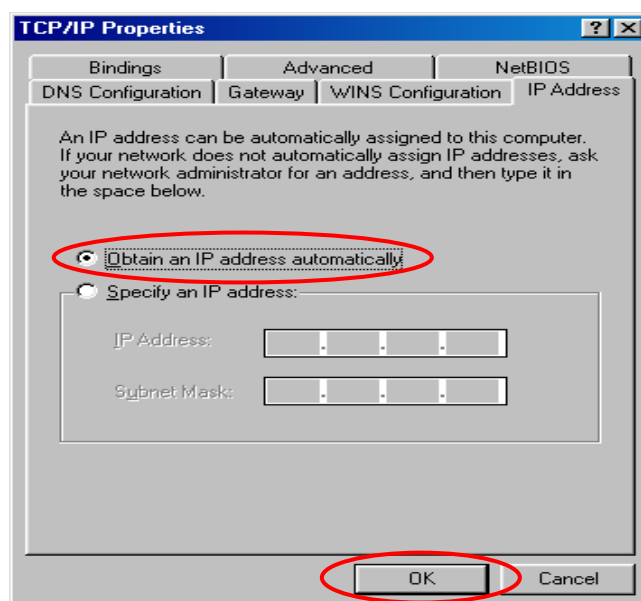 TCP/IP Properties
Bindings Advanced NetBIOS
DNS Configuration Gateway WINS Configuration IP Address
An IP address can be automatically assigned to this computer.
If your network does not automatically assign IP addresses, ask
your network administrator for an address, and then type it in
the space below.
Obtain an IP address automatically
Specify an IP address:
IP Address:
Subnet Mask:
OK Cancel